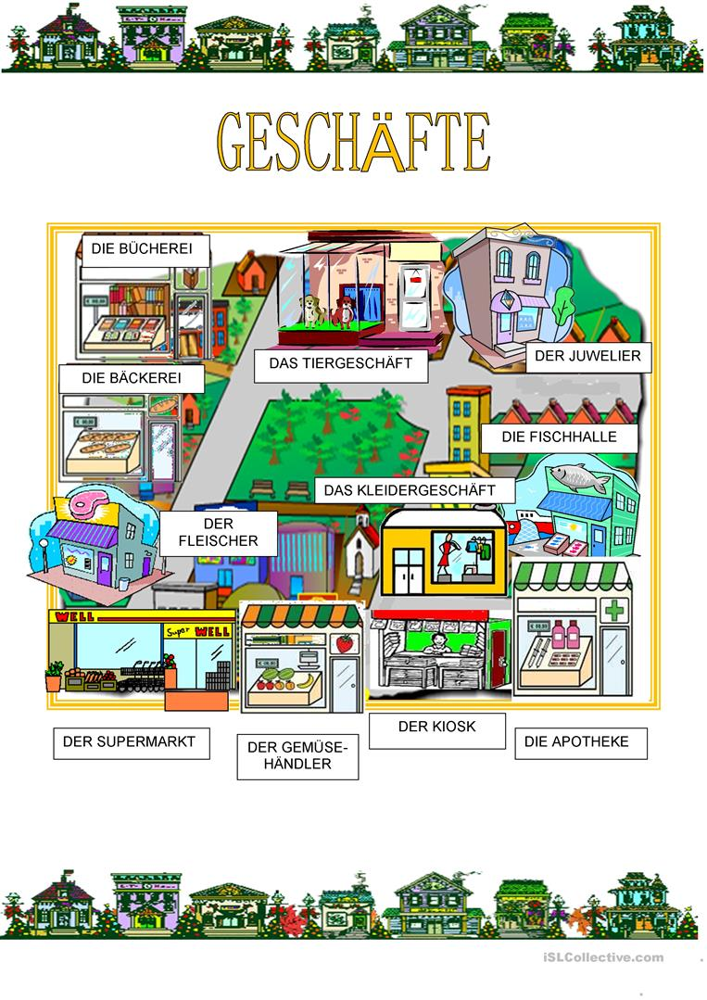 GESCHÄFTE
DIE BÜCHEREI
DAS TIERGESCHÄFT
DER JUWELIER
DIE BÄCKEREI
DIE FISCHHALLE
DAS KLEIDERGESCHÄFT
DER
FLEISCHER
WELL
Super WELL
DER SUPERMARKT
DER GEMÜSE-
HÄNDLER
DER KIOSK
DIE APOTHEKE
iSLCollective.com